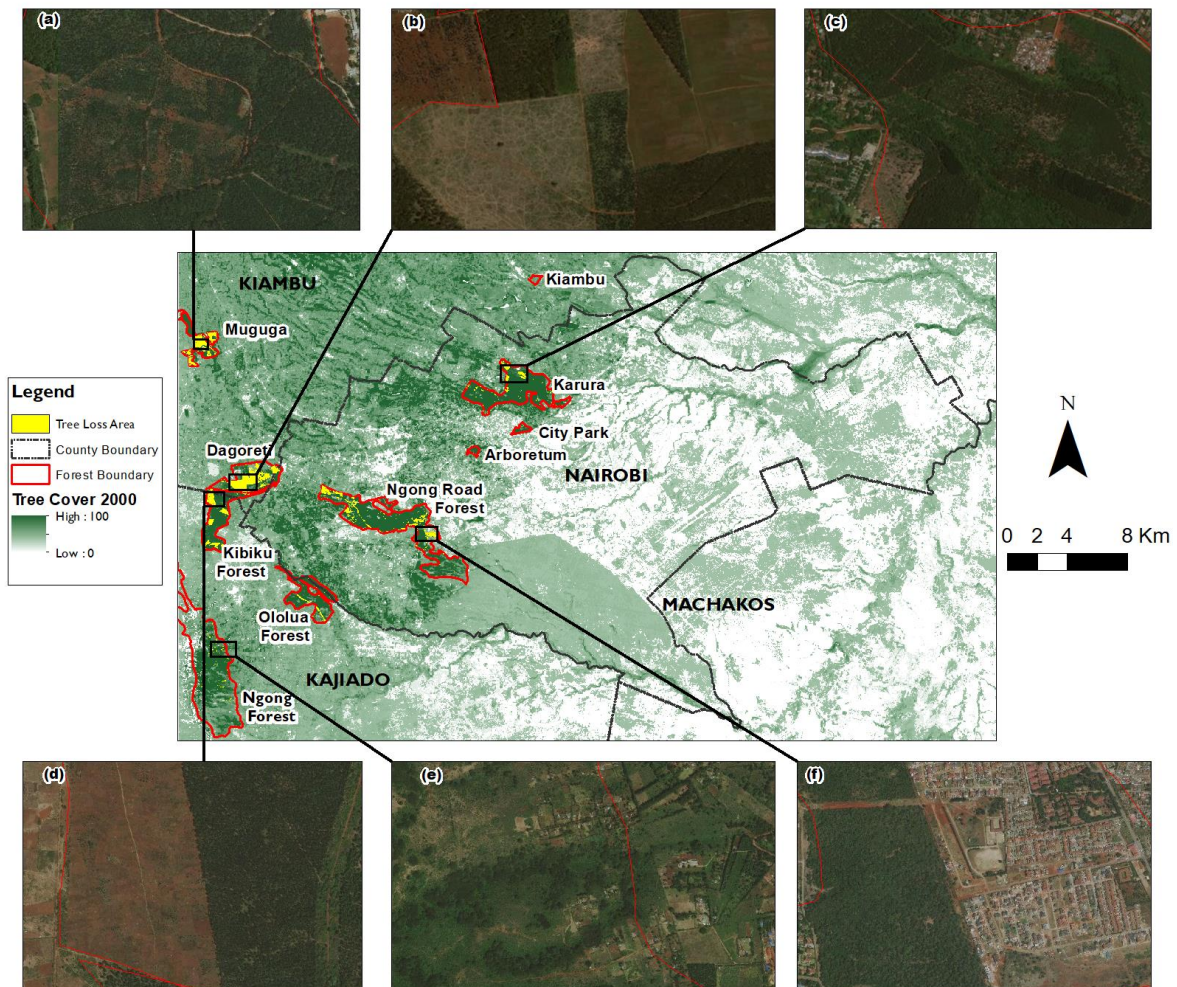 (a)
(b)
(c)
KIAMBU
Kiambu
Muguga
Karura
City Park
Arboretum
Dagoreti
NAIROBI
Ngong Road
Forest
Kibiku
Forest
Ololua
Forest
MACHAKOS
KAJIADO
Ngong
Forest
Legend
Tree Loss Area
County Boundary
Forest Boundary
Tree Cover 2000
High : 100
Low : 0
N
0 2 4 8 Km
(d)
(e)
(f)